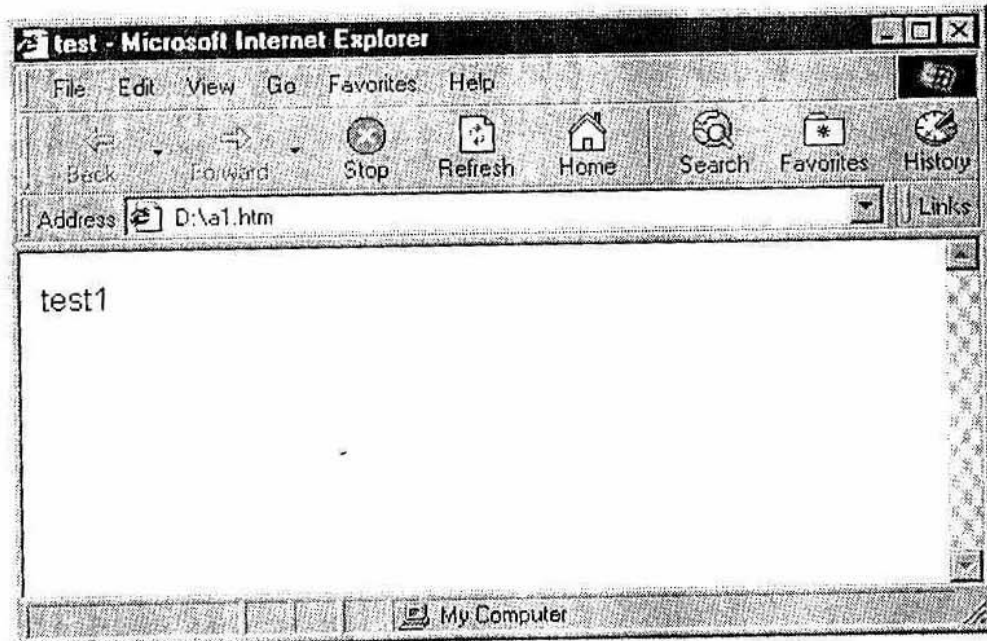 test - Microsoft Internet Explorer
File Edit View Go Favorites Help
Back Forward Stop Refresh Home Search Favorites History
Address D:\a1.htm Links
test1
My Computer